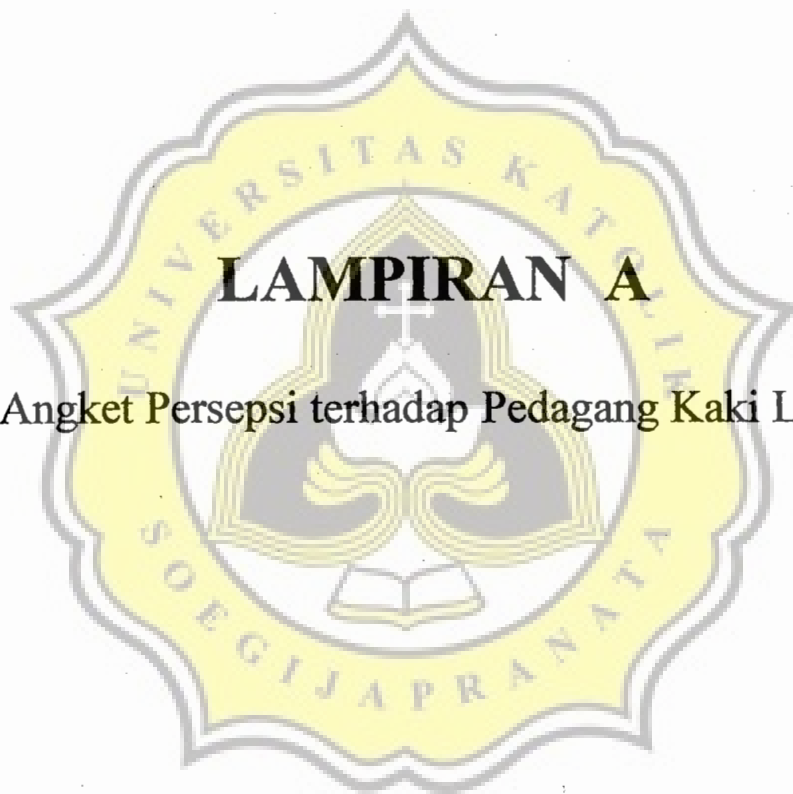 UNIVERSITAS KATOLIK
LAMPIRAN A
Angket Persepsi terhadap Pedagang Kaki L
SOEGIJAPRANATA